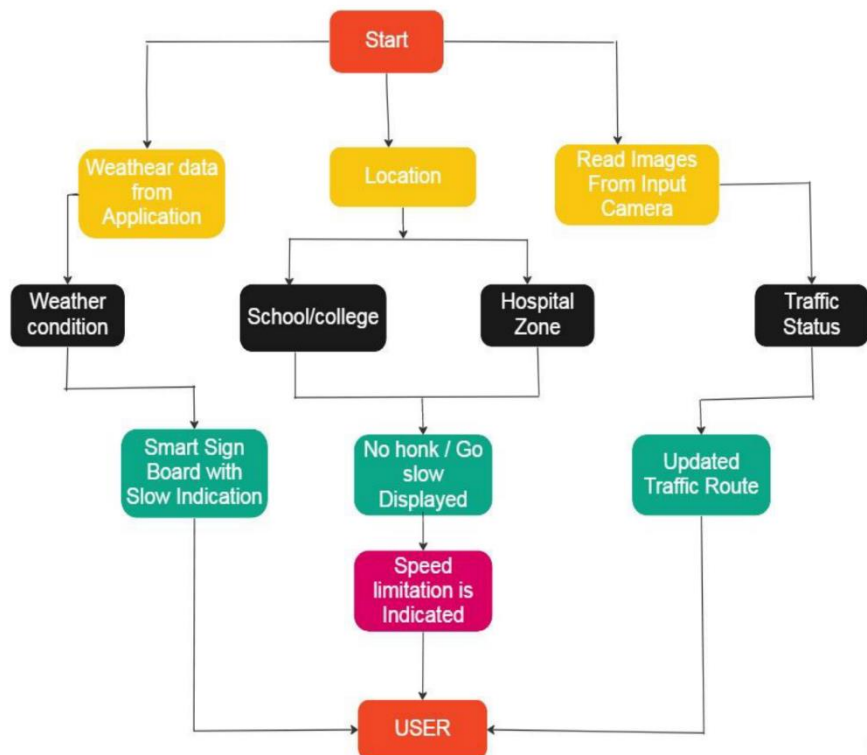 Start
Weathear data
from
Application
Location
Read Images
From Input
Camera
Weather
condition
School/college
Hospital
Zone
Traffic
Status
Smart Sign
Board with
Slow Indication
No honk / Go
slow
Displayed
Updated
Traffic Route
Speed
limitation is
Indicated
USER